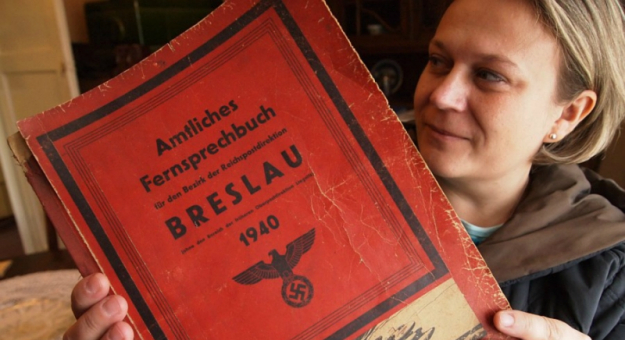 Amtliches
Fernsprechbuch
für den Bezirk der Reichspostdirektion
BRESLAU
1940